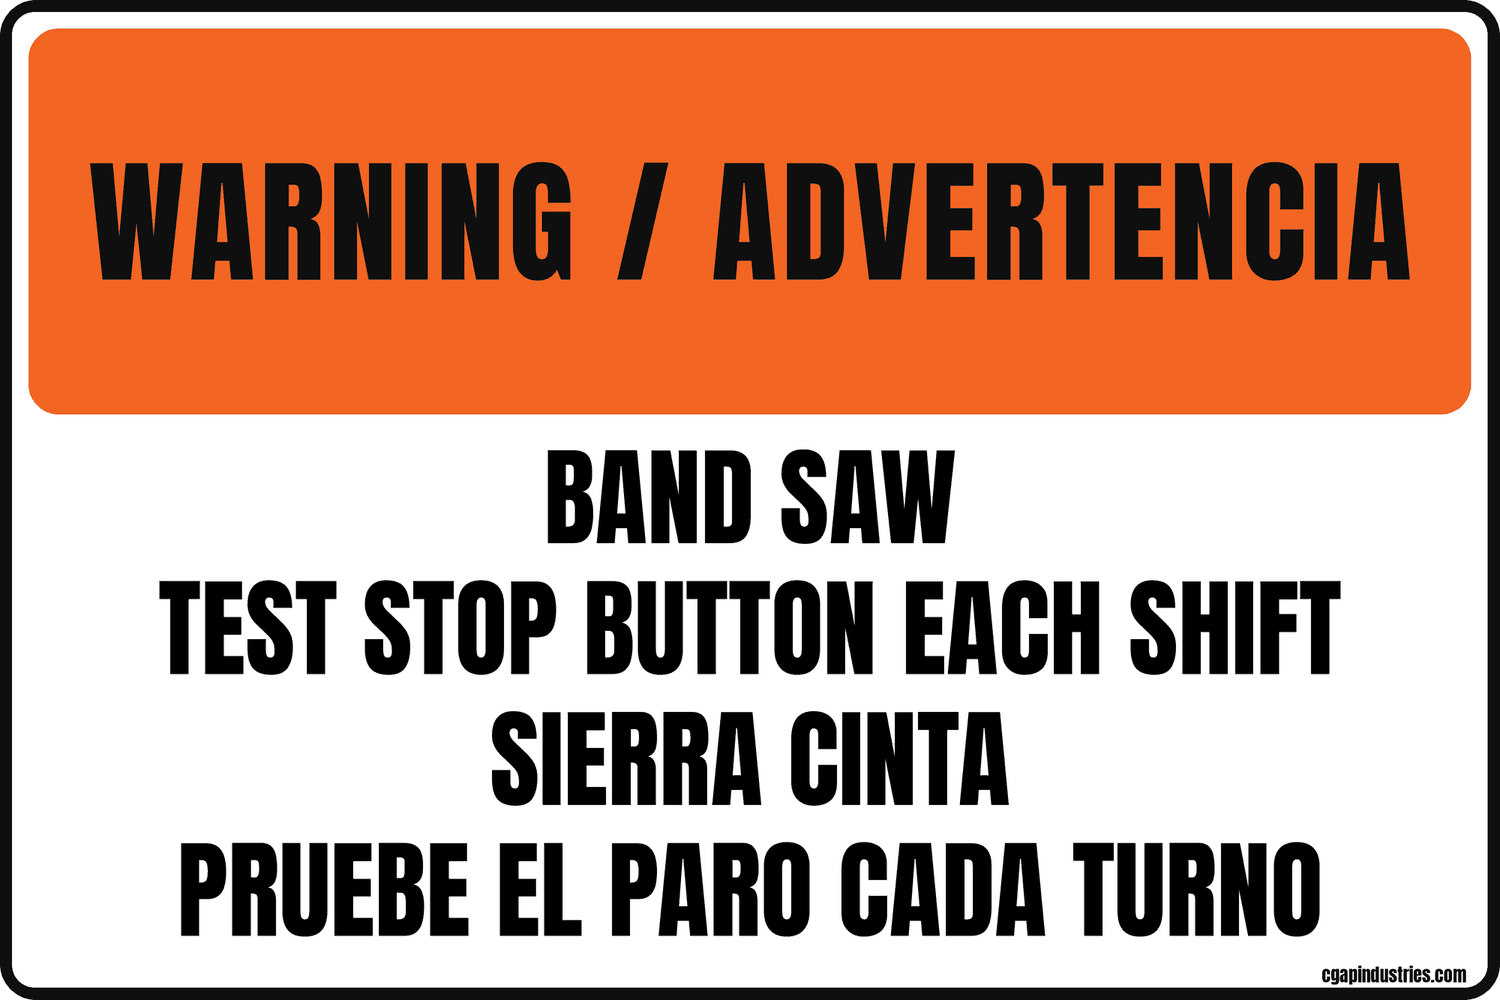 WARNING / ADVERTENCIA
BAND SAW
TEST STOP BUTTON EACH SHIFT
SIERRA CINTA
PRUEBE EL PARO CADA TURNO
cgapindustries.com